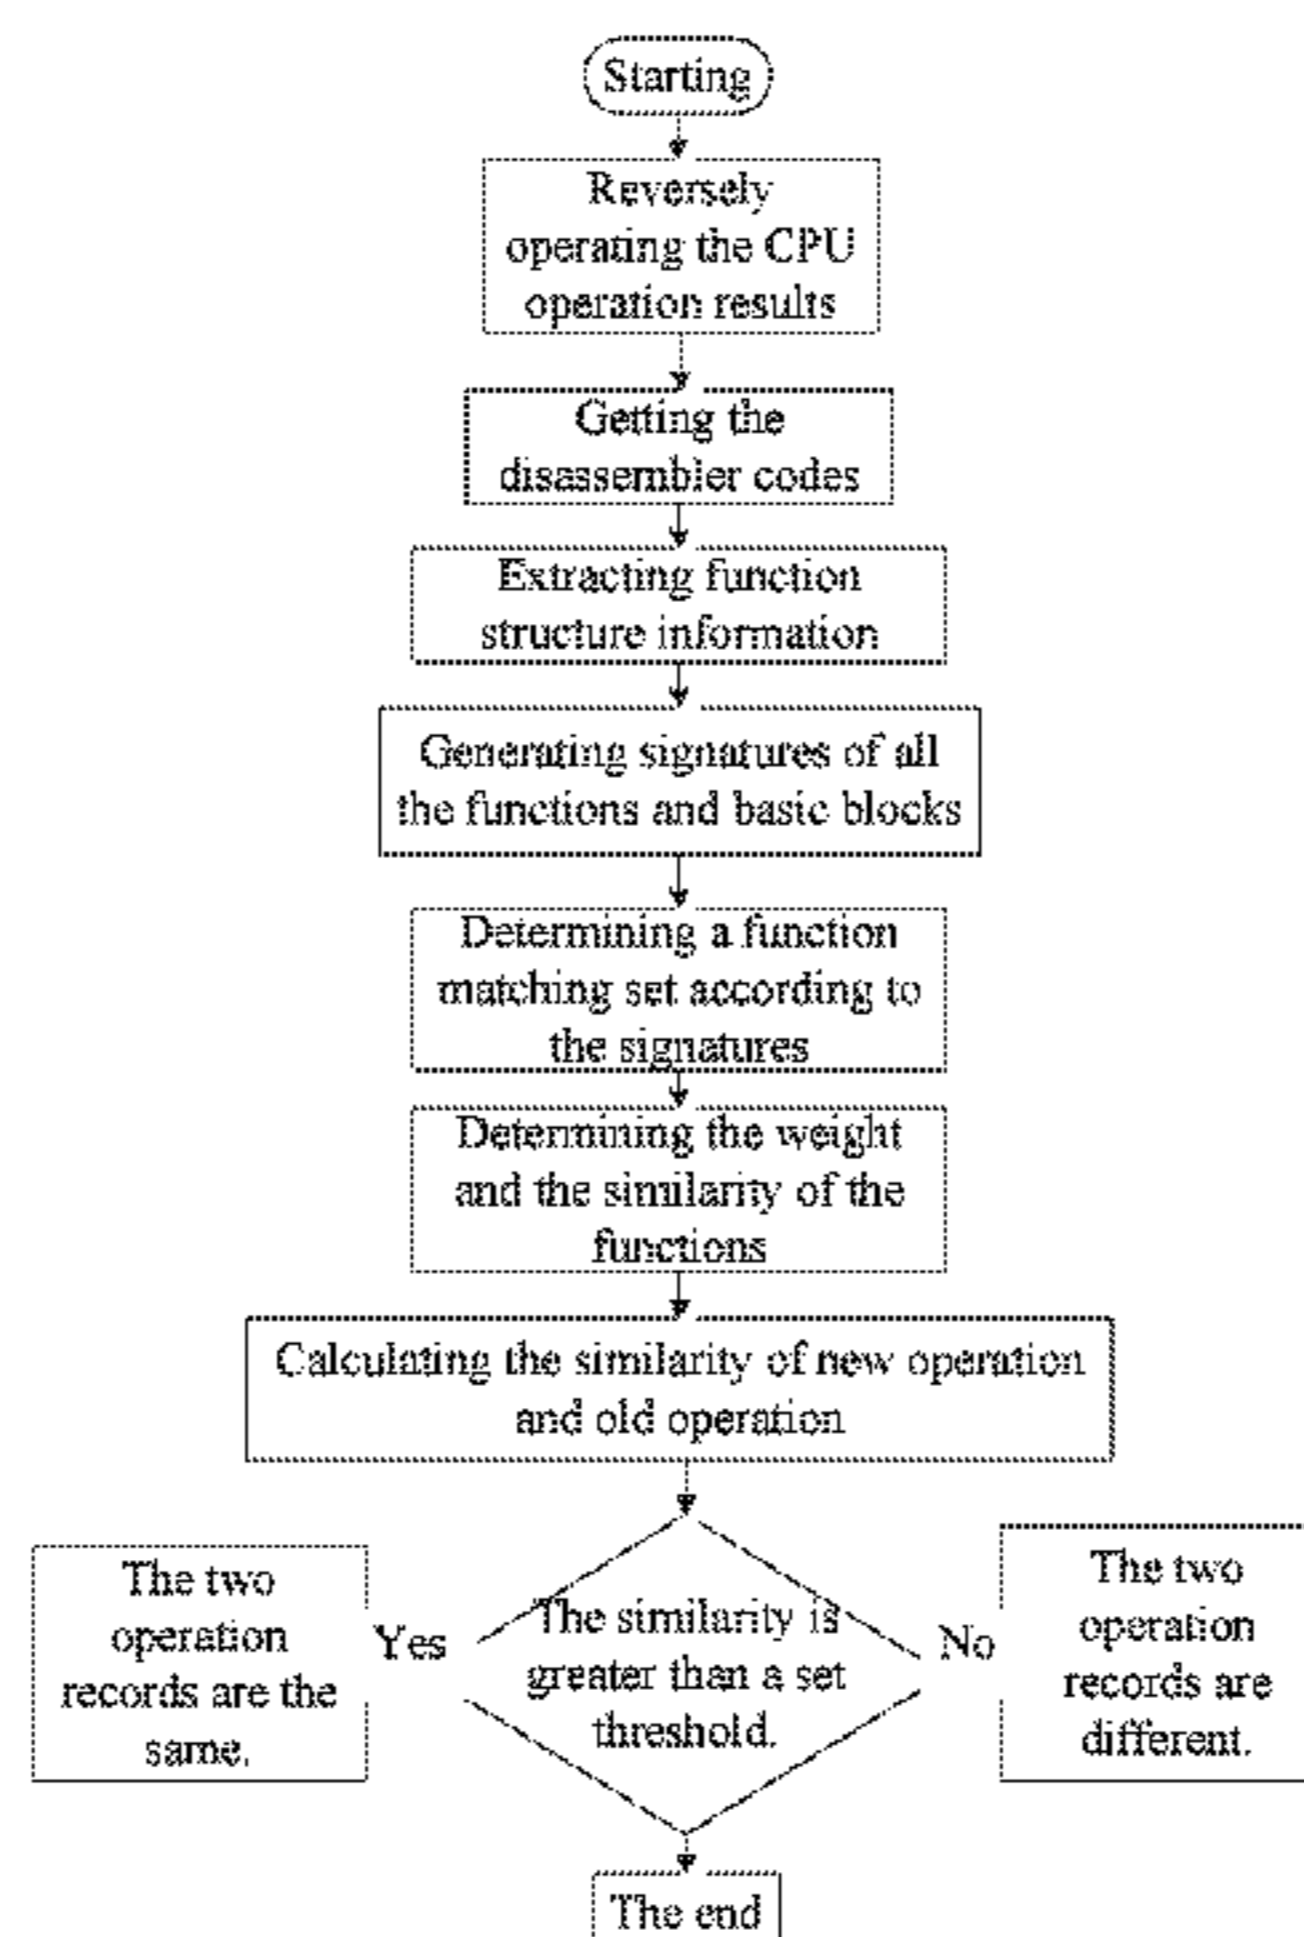 Starting
Reversely
operating the CPU
operation results
Getting the
disassembler codes
Extracting function
structure information
Generating signatures of all
the functions and basic blocks
Determining a function
matching set according to
the signatures
Determining the weight
and the similarity of the
functions
Calculating the similarity of new operation
and old operation
The two
operation
records are the
same.
Yes
The similarity is
greater than a set
threshold.
No
The two
operation
records are
different.
The end